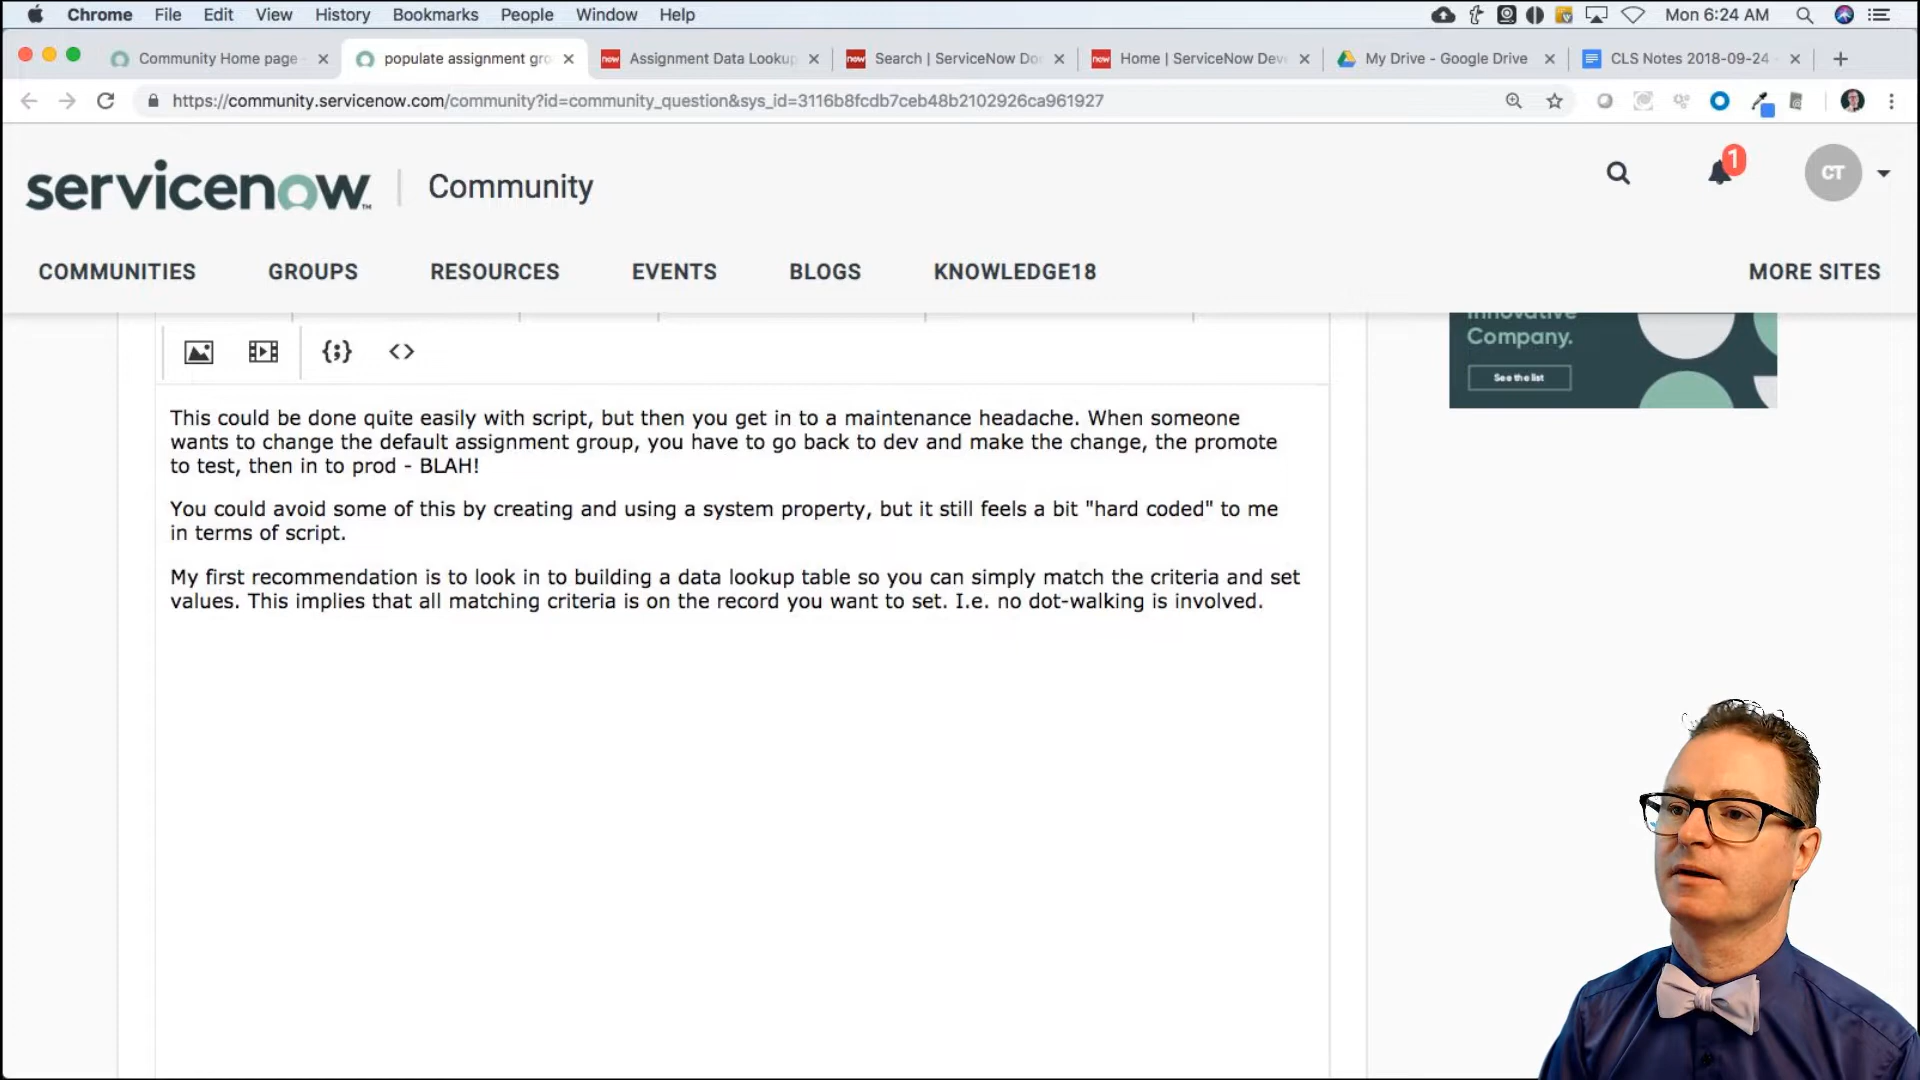 Chrome File Edit View History Bookmarks People Window Help Mon 6:24 AM
Community Home page populate assignment gro Assignment Data Lookup Search | ServiceNow Do Home | ServiceNow Dev My Drive - Google Drive CLS Notes 2018-09-24
https://community.servicenow.com/community?id=community_question&sys_id=3116b8fcdb7ceb48b2102926ca961927
servicenow™ Community 1 CT
COMMUNITIES GROUPS RESOURCES EVENTS BLOGS KNOWLEDGE18 MORE SITES
Innovative
Company.
See the list
This could be done quite easily with script, but then you get in to a maintenance headache. When someone
wants to change the default assignment group, you have to go back to dev and make the change, the promote
to test, then in to prod - BLAH!
You could avoid some of this by creating and using a system property, but it still feels a bit "hard coded" to me
in terms of script.
My first recommendation is to look in to building a data lookup table so you can simply match the criteria and set
values. This implies that all matching criteria is on the record you want to set. I.e. no dot-walking is involved.